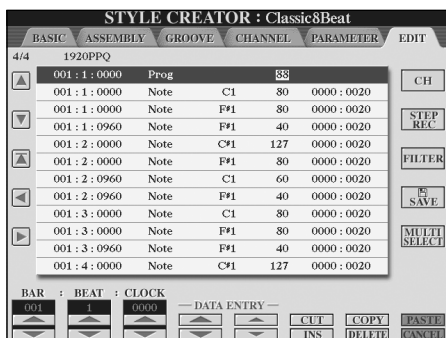 STYLE CREATOR : Classic8Beat
BASIC ASSEMBLY GROOVE CHANNEL PARAMETER EDIT
4/4 1920PPQ
001 : 1 : 0000 Prog 88
001 : 1 : 0000 Note C1 80 0000 : 0020
001 : 1 : 0000 Note F#1 80 0000 : 0020
001 : 1 : 0960 Note F#1 40 0000 : 0020
001 : 2 : 0000 Note C#1 127 0000 : 0020
001 : 2 : 0000 Note F#1 80 0000 : 0020
001 : 2 : 0960 Note C1 60 0000 : 0020
001 : 2 : 0960 Note F#1 40 0000 : 0020
001 : 3 : 0000 Note C1 80 0000 : 0020
001 : 3 : 0000 Note F#1 80 0000 : 0020
001 : 3 : 0960 Note F#1 40 0000 : 0020
001 : 4 : 0000 Note C#1 127 0000 : 0020
CH
STEP
REC
FILTER
SAVE
MULTI
SELECT
BAR : BEAT : CLOCK
001 1 0000
DATA ENTRY
CUT COPY PASTE
INS DELETE CANCEL